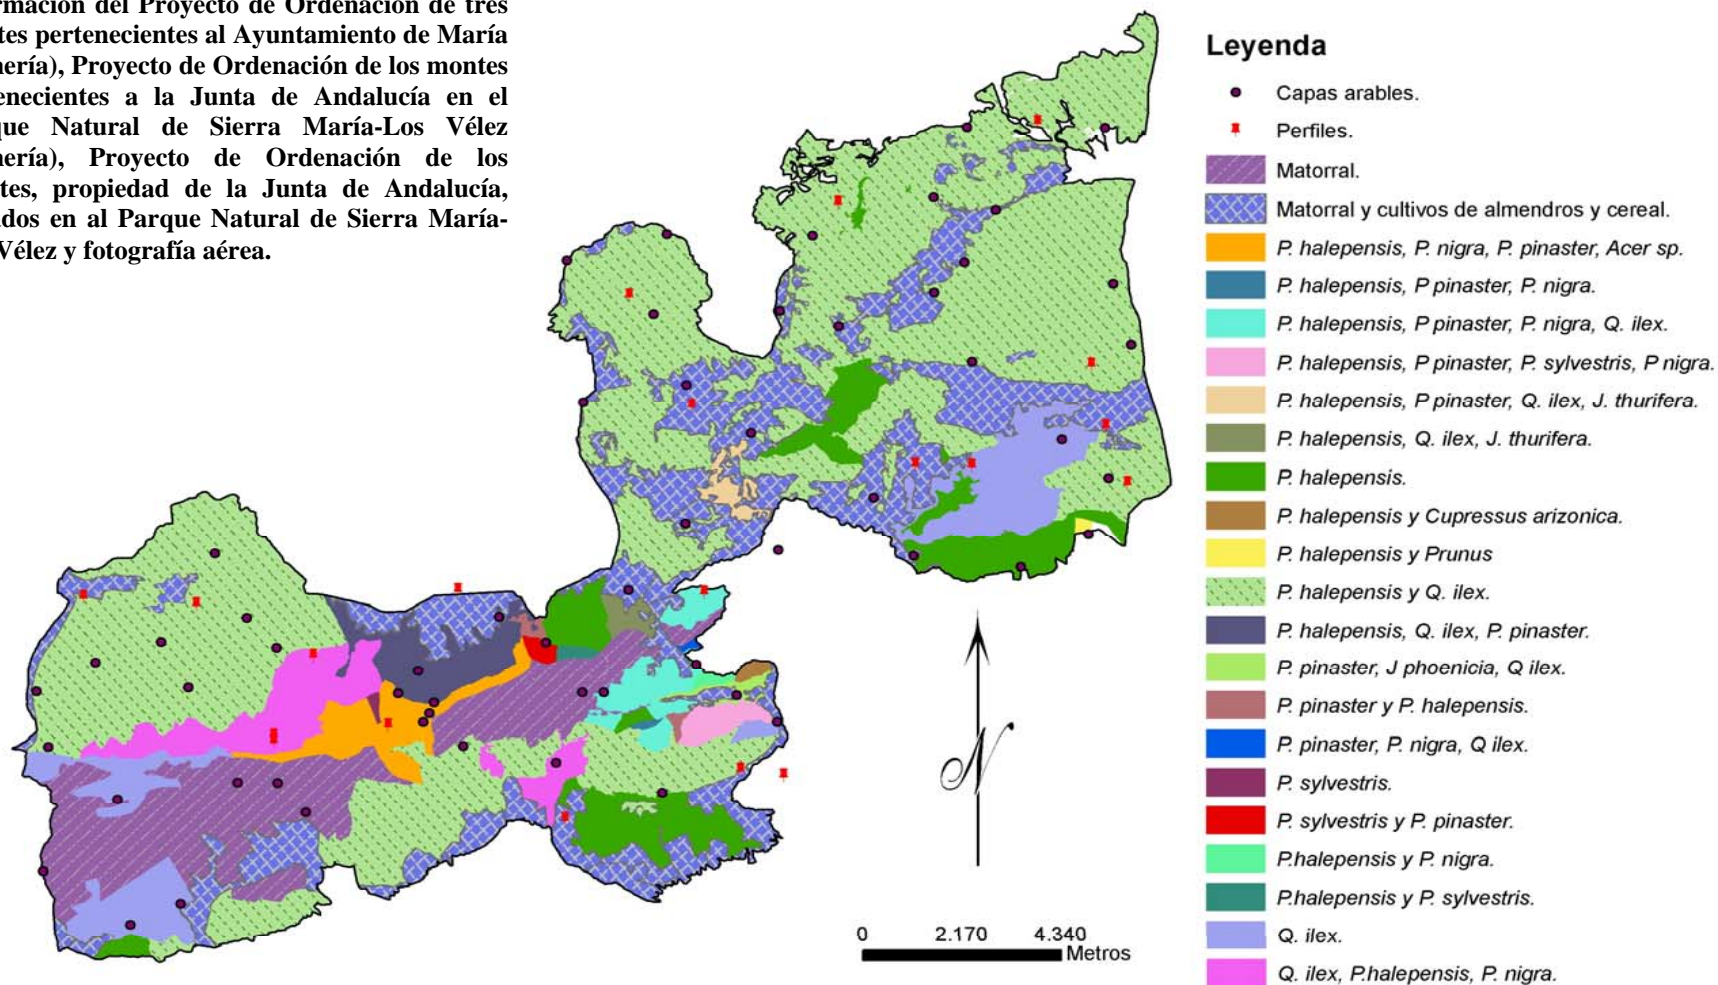 rmación del Proyecto de Ordenación de tres
tes pertenecientes al Ayuntamiento de María
nería), Proyecto de Ordenación de los montes
enecientes a la Junta de Andalucía en el
que Natural de Sierra María-Los Vélez
nería), Proyecto de Ordenación de los
tes, propiedad de la Junta de Andalucía,
ados en al Parque Natural de Sierra María-
Vélez y fotografía aérea.
Leyenda
Capas arables.
Perfiles.
Matorral.
Matorral y cultivos de almendros y cereal.
P. halepensis, P. nigra, P. pinaster, Acer sp.
P. halepensis, P pinaster, P. nigra.
P. halepensis, P pinaster, P. nigra, Q. ilex.
P. halepensis, P pinaster, P. sylvestris, P nigra.
P. halepensis, P pinaster, Q. ilex, J. thurifera.
P. halepensis, Q. ilex, J. thurifera.
P. halepensis.
P. halepensis y Cupressus arizonica.
P. halepensis y Prunus
P. halepensis y Q. ilex.
P. halepensis, Q. ilex, P. pinaster.
P. pinaster, J phoenicia, Q ilex.
P. pinaster y P. halepensis.
P. pinaster, P. nigra, Q ilex.
P. sylvestris.
P. sylvestris y P. pinaster.
P.halepensis y P. nigra.
P.halepensis y P. sylvestris.
Q. ilex.
Q. ilex, P.halepensis, P. nigra.
N
0 2.170 4.340
Metros